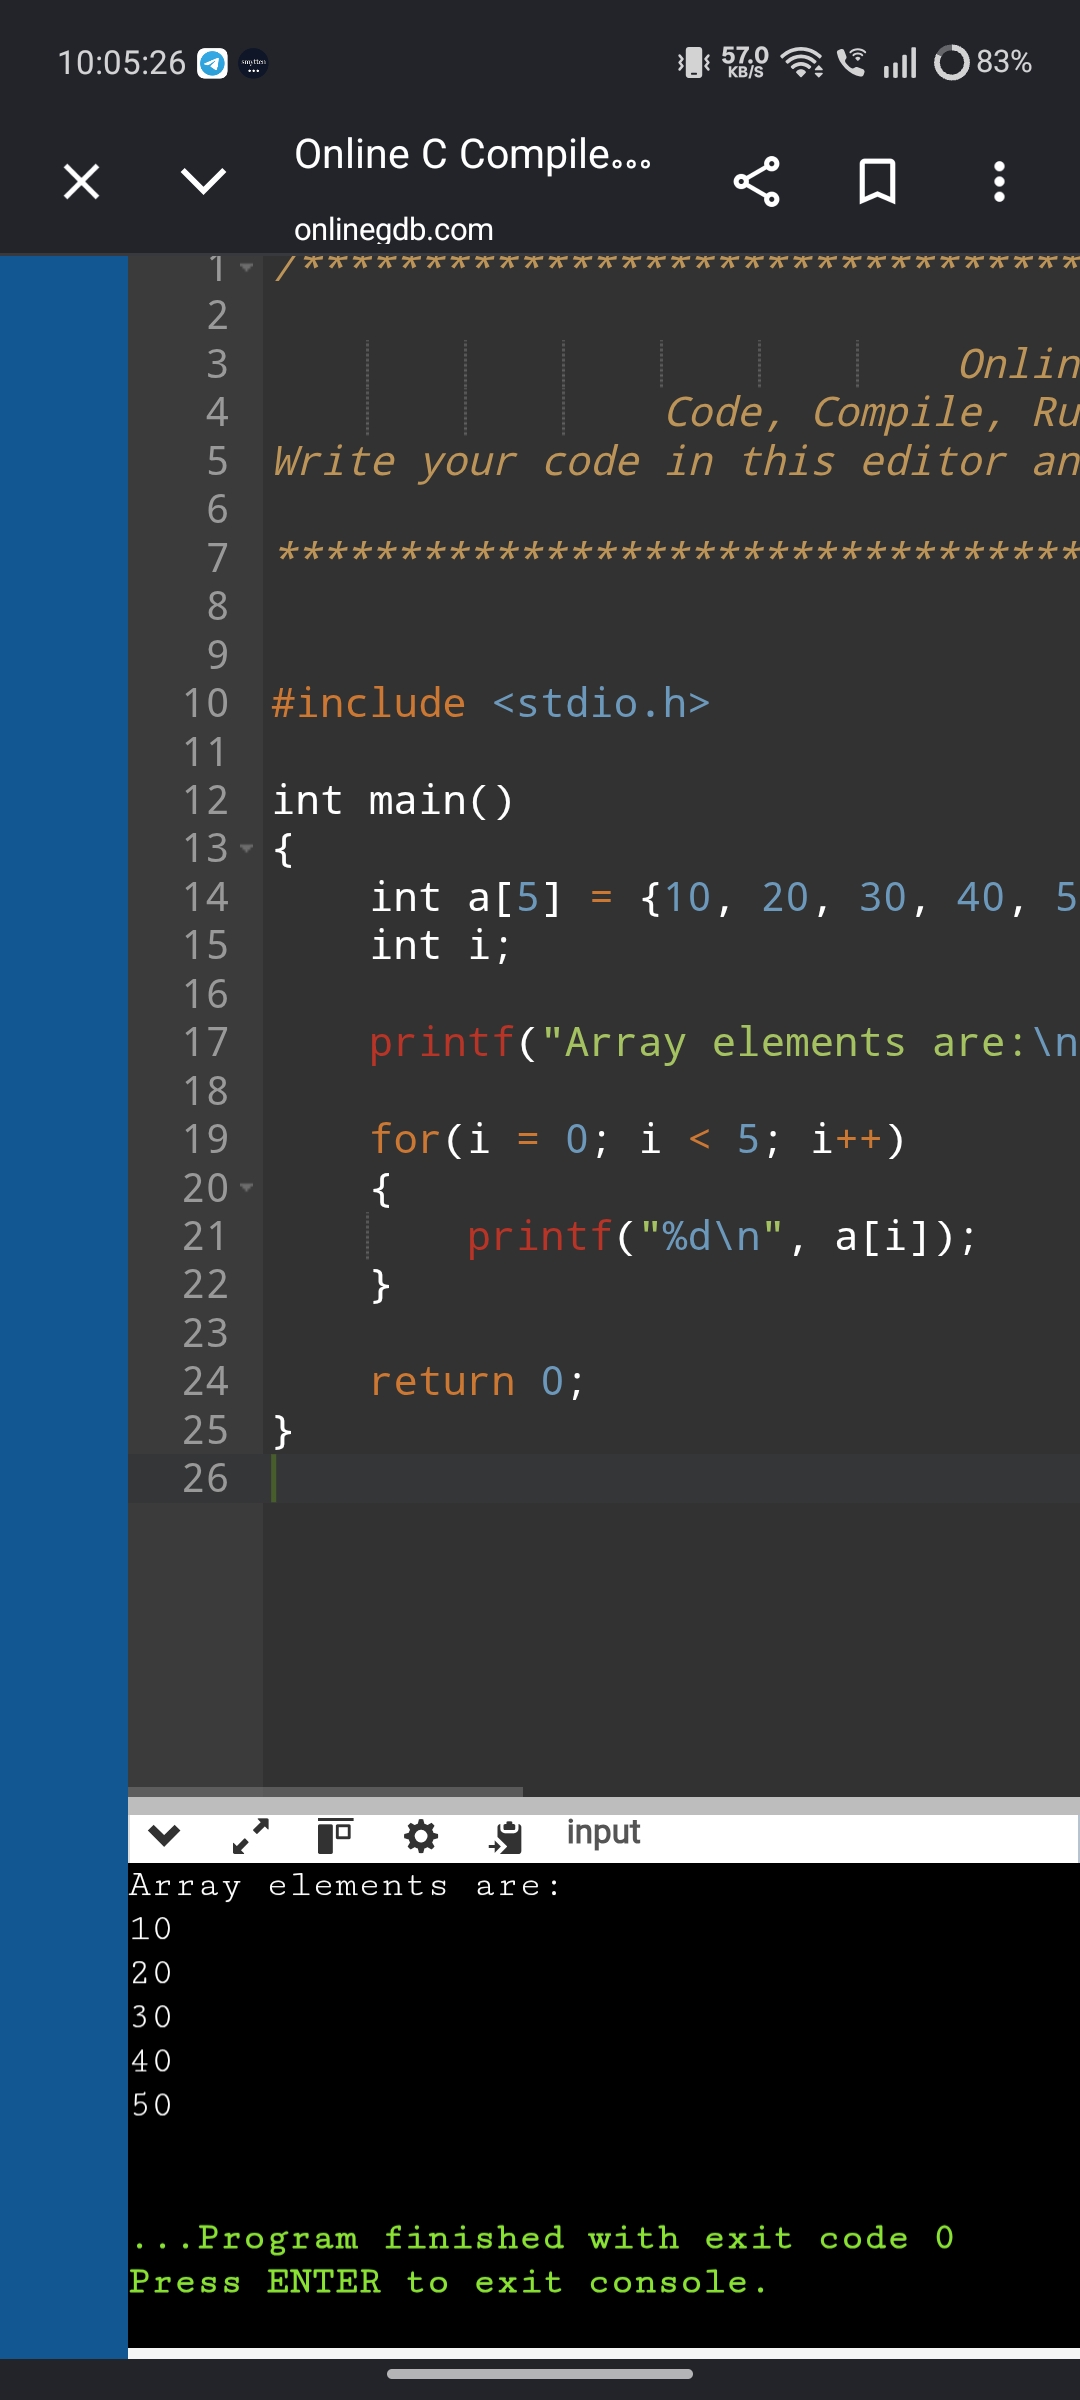 10:05:26
57.0 KB/S
83%
Online C Compile...
onlinegdb.com
1 /*********************************
2
3 Onlin
4 Code, Compile, Ru
5 Write your code in this editor an
6
7 *********************************
8
9
10 #include <stdio.h>
11
12 int main()
13 {
14 int a[5] = {10, 20, 30, 40, 5
15 int i;
16
17 printf("Array elements are:\n
18
19 for(i = 0; i < 5; i++)
20 {
21 printf("%d\n", a[i]);
22 }
23
24 return 0;
25 }
26
input
Array elements are:
10
20
30
40
50
...Program finished with exit code 0
Press ENTER to exit console.